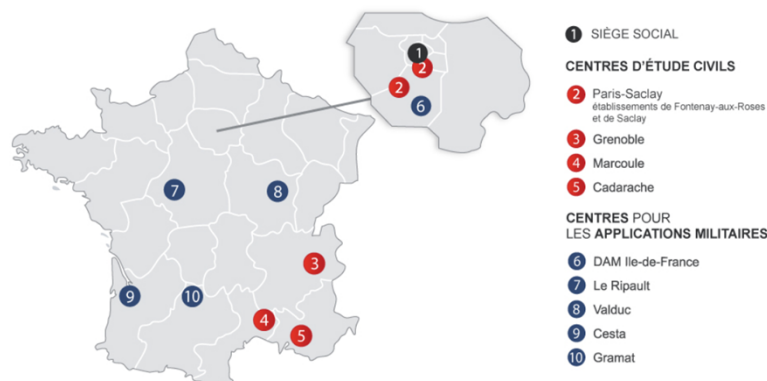 1
2
2
6
7
8
3
9
10
4
5
1 SIÈGE SOCIAL
CENTRES D'ÉTUDE CIVILS
2 Paris-Saclay
établissements de Fontenay-aux-Roses
et de Saclay
3 Grenoble
4 Marcoule
5 Cadarache
CENTRES POUR
LES APPLICATIONS MILITAIRES
6 DAM Ile-de-France
7 Le Ripault
8 Valduc
9 Cesta
10 Gramat